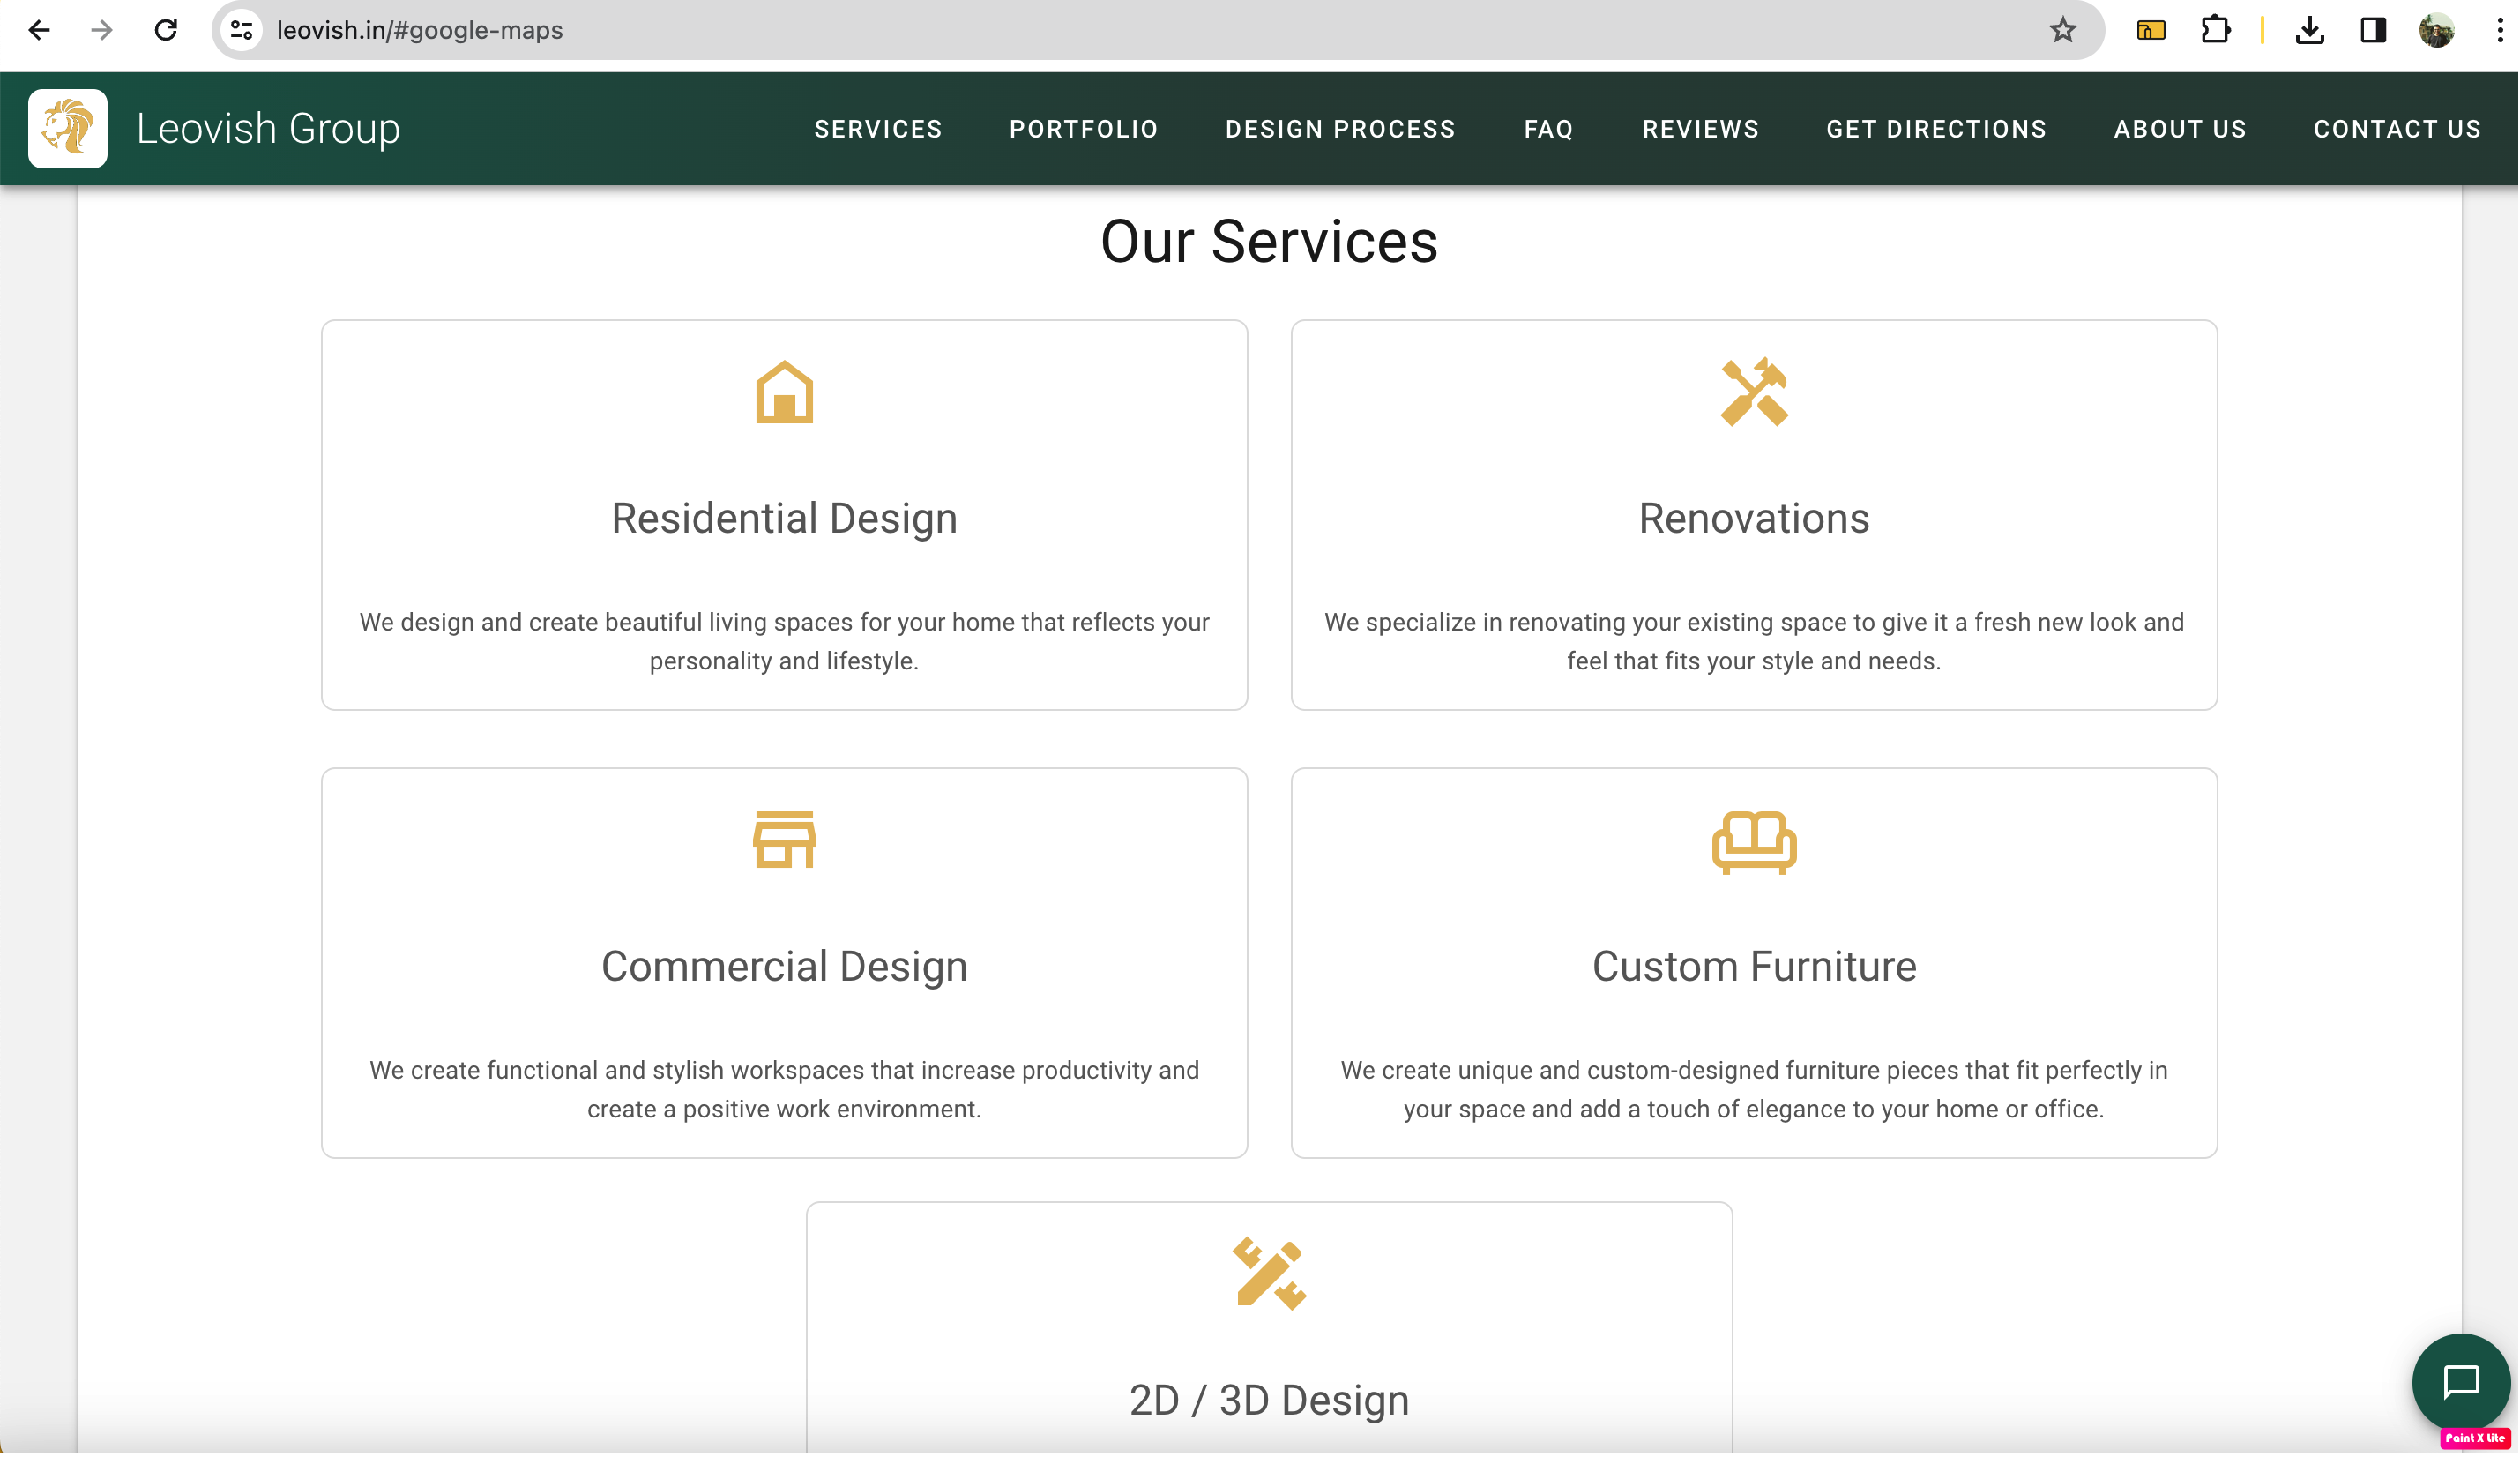 leovish.in/#google-maps
Leovish Group
SERVICES
PORTFOLIO
DESIGN PROCESS
FAQ
REVIEWS
GET DIRECTIONS
ABOUT US
CONTACT US
Our Services
Residential Design
We design and create beautiful living spaces for your home that reflects your
personality and lifestyle.
Renovations
We specialize in renovating your existing space to give it a fresh new look and
feel that fits your style and needs.
Commercial Design
We create functional and stylish workspaces that increase productivity and
create a positive work environment.
Custom Furniture
We create unique and custom-designed furniture pieces that fit perfectly in
your space and add a touch of elegance to your home or office.
2D / 3D Design
Paint X Lite